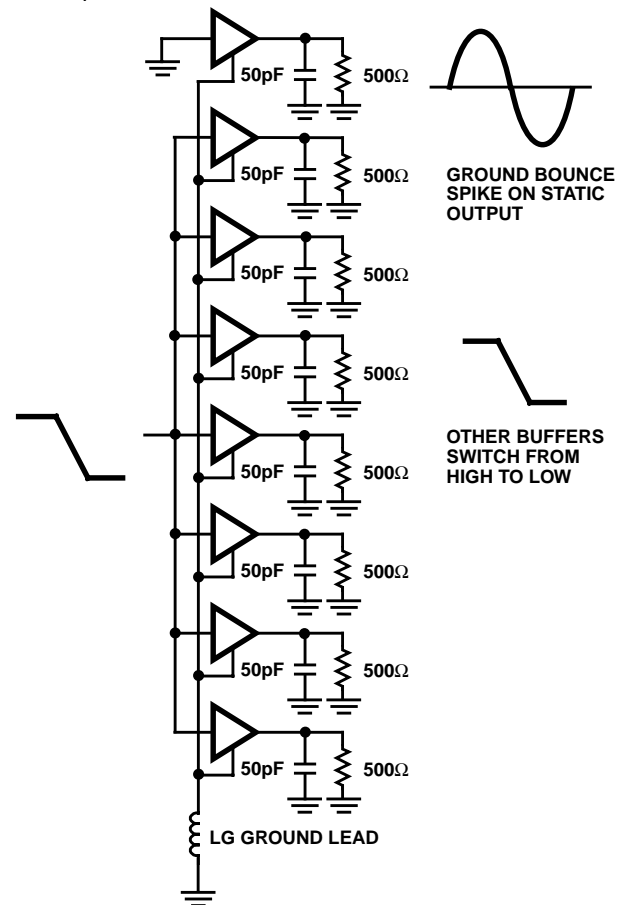 50pF
500Ω
50pF
500Ω
GROUND BOUNCE
SPIKE ON STATIC
OUTPUT
50pF
500Ω
50pF
500Ω
50pF
500Ω
OTHER BUFFERS
SWITCH FROM
HIGH TO LOW
50pF
500Ω
50pF
500Ω
50pF
500Ω
LG GROUND LEAD